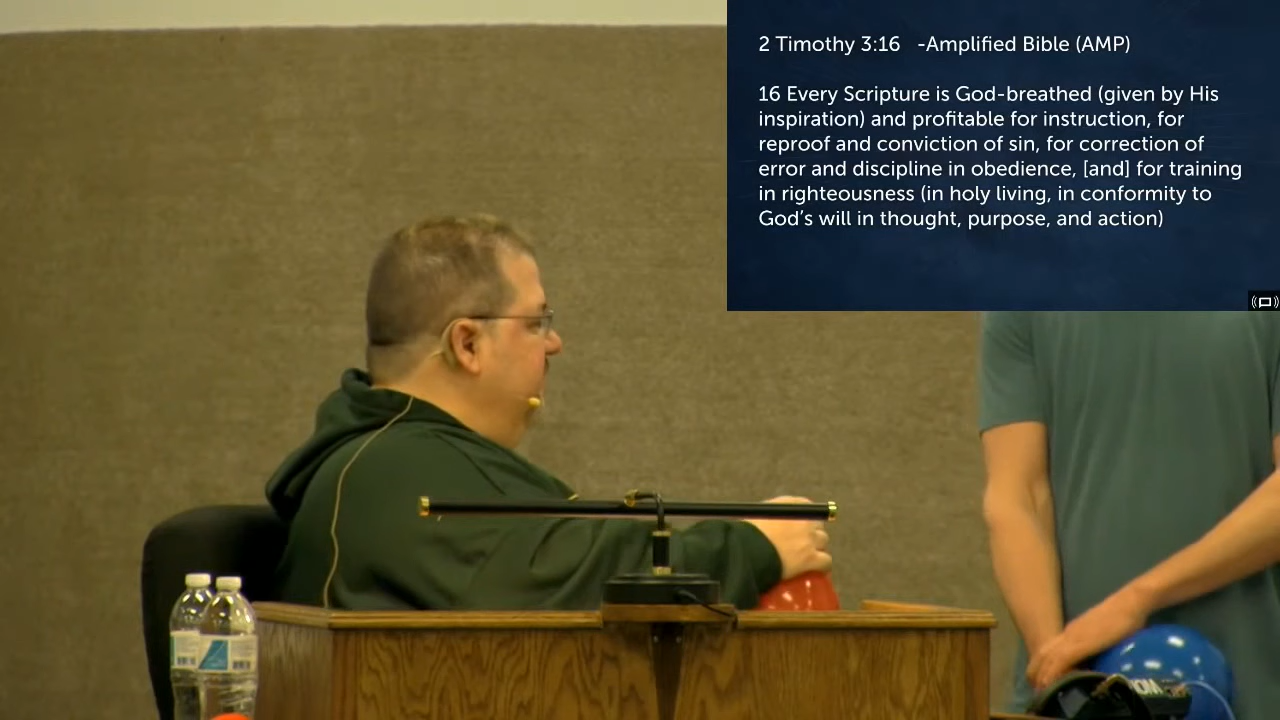 2 Timothy 3:16 -Amplified Bible (AMP)
16 Every Scripture is God-breathed (given by His
inspiration) and profitable for instruction, for
reproof and conviction of sin, for correction of
error and discipline in obedience, [and] for training
in righteousness (in holy living, in conformity to
God's will in thought, purpose, and action)